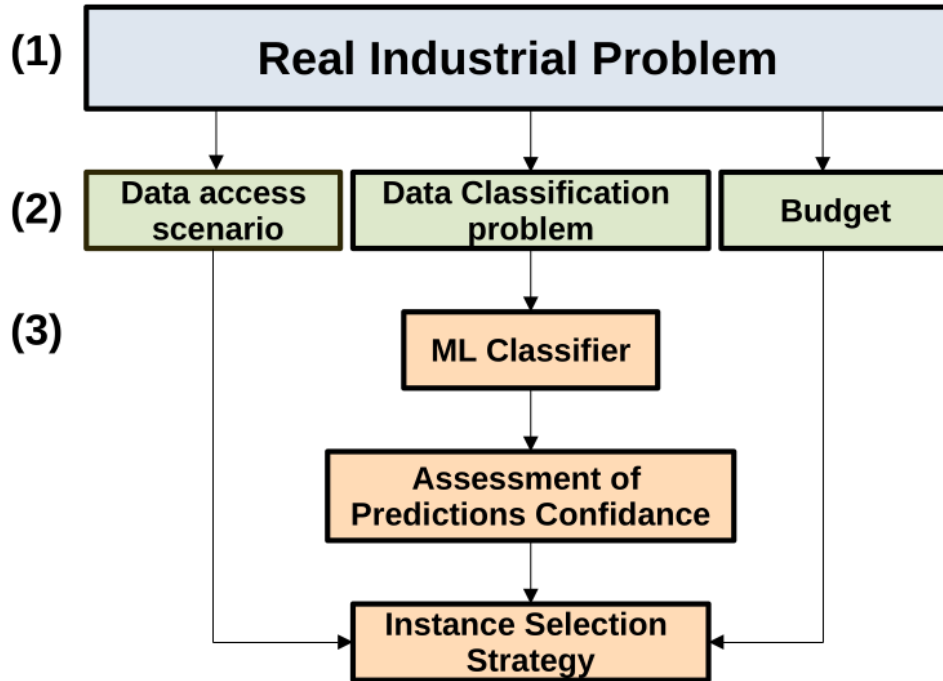 (1)
Real Industrial Problem
(2)
Data access
scenario
Data Classification
problem
Budget
(3)
ML Classifier
Assessment of
Predictions Confidance
Instance Selection
Strategy